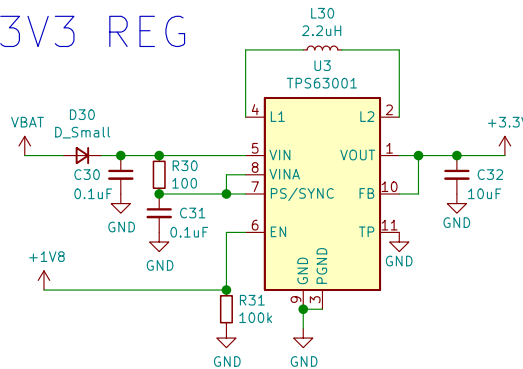 3V3 REG
L30
2.2uH
U3
TPS63001
4
L1
L2
2
VBAT
D30
D_Small
+3.3V
5
VIN
VOUT
1
C30
0.1uF
R30
100
8
VINA
7
PS/SYNC
FB
10
C32
10uF
GND
C31
0.1uF
GND
6
EN
TP
11
GND
GND
+1V8
GND
PGND
9
3
R31
100k
GND
GND